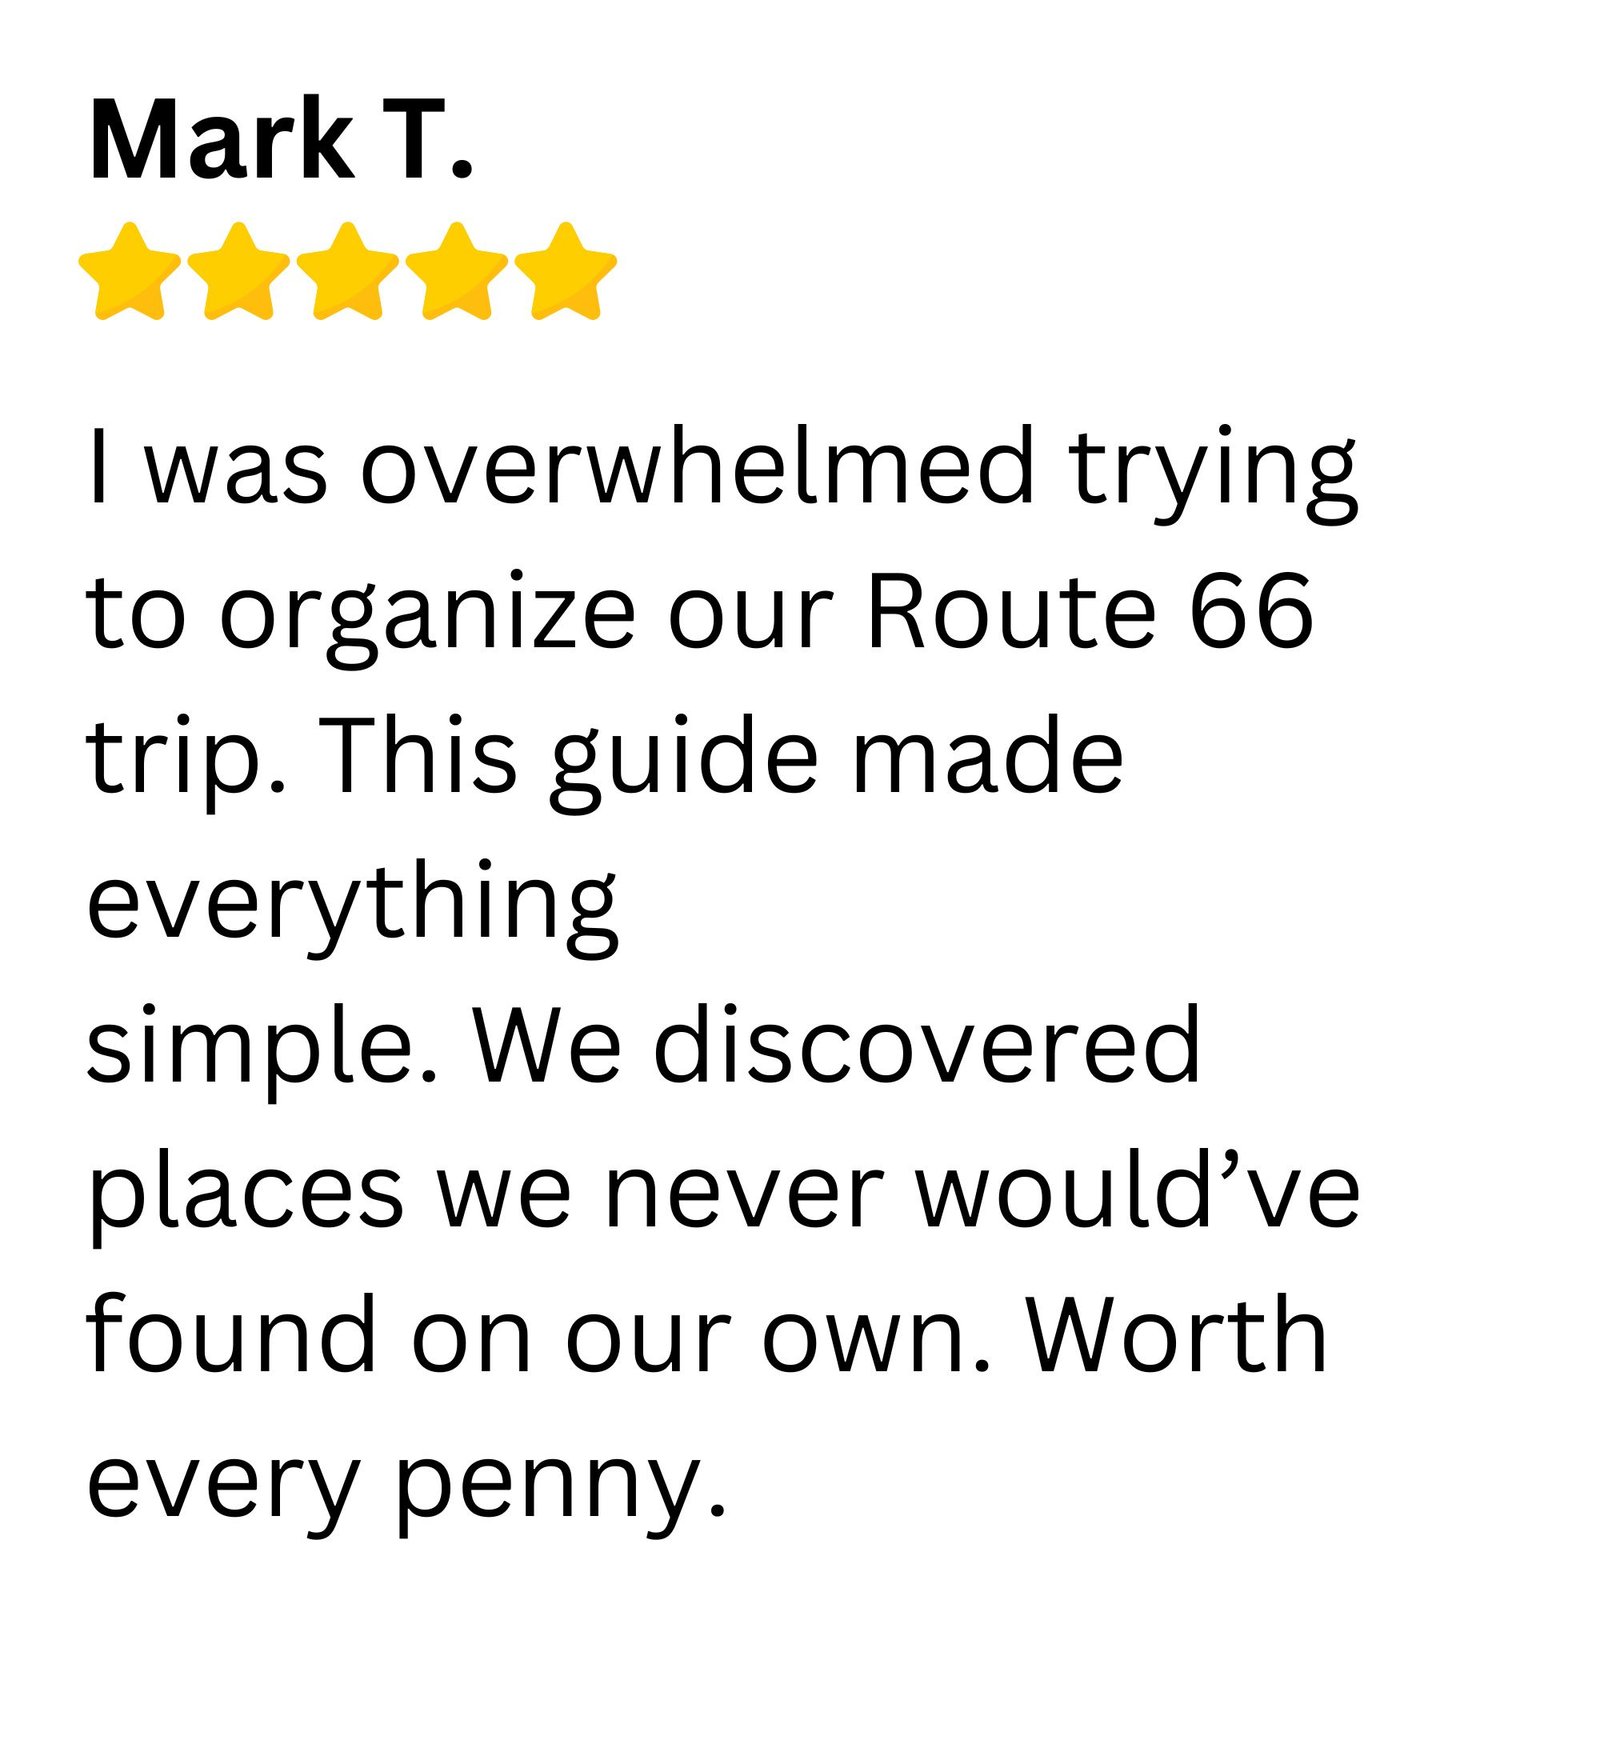 Mark T.
I was overwhelmed trying
to organize our Route 66
trip. This guide made
everything
simple. We discovered
places we never would’ve
found on our own. Worth
every penny.